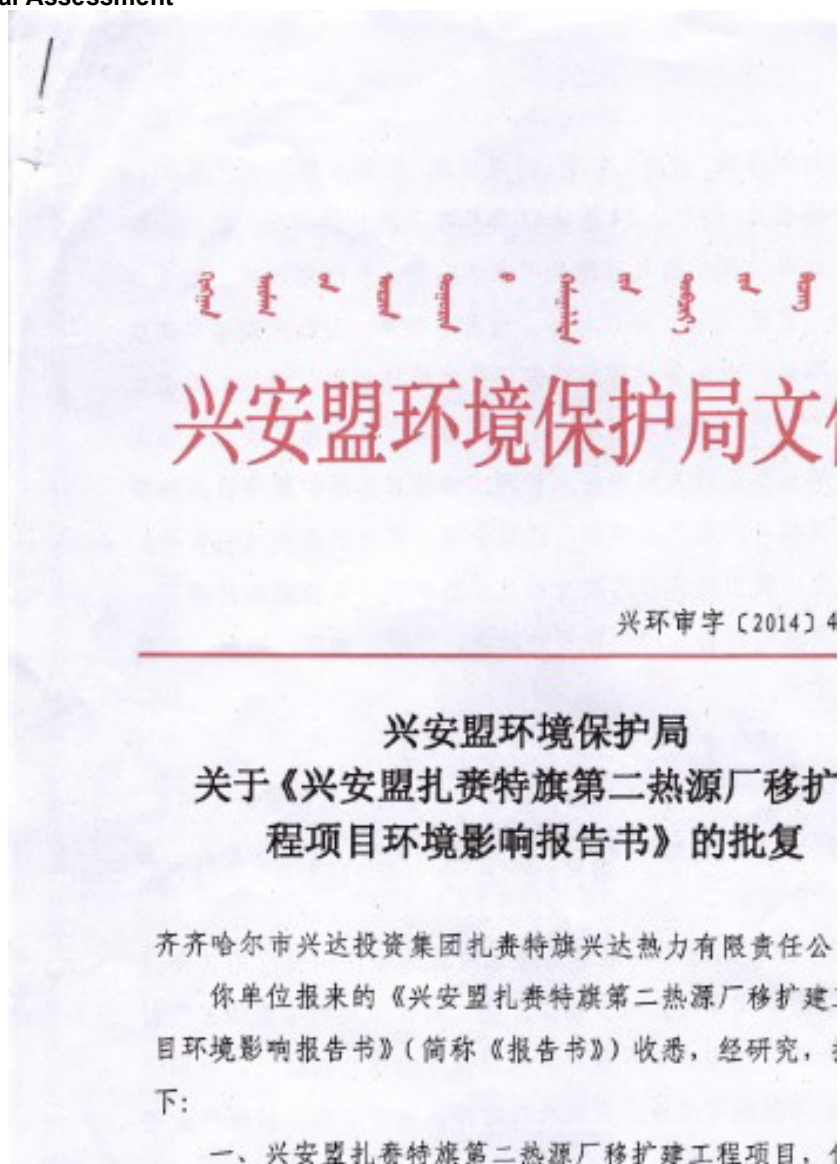 Assessment
兴安盟环境保护局文
兴环审字〔2014〕4
兴安盟环境保护局
关于《兴安盟扎赉特旗第二热源厂移扩
程项目环境影响报告书》的批复
齐齐哈尔市兴达投资集团扎赉特旗兴达热力有限责任公
你单位报来的《兴安盟扎赉特旗第二热源厂移扩建
目环境影响报告书》(简称《报告书》)收悉，经研究，
下：
一、兴安盟扎赉特旗第二热源厂移扩建工程项目，